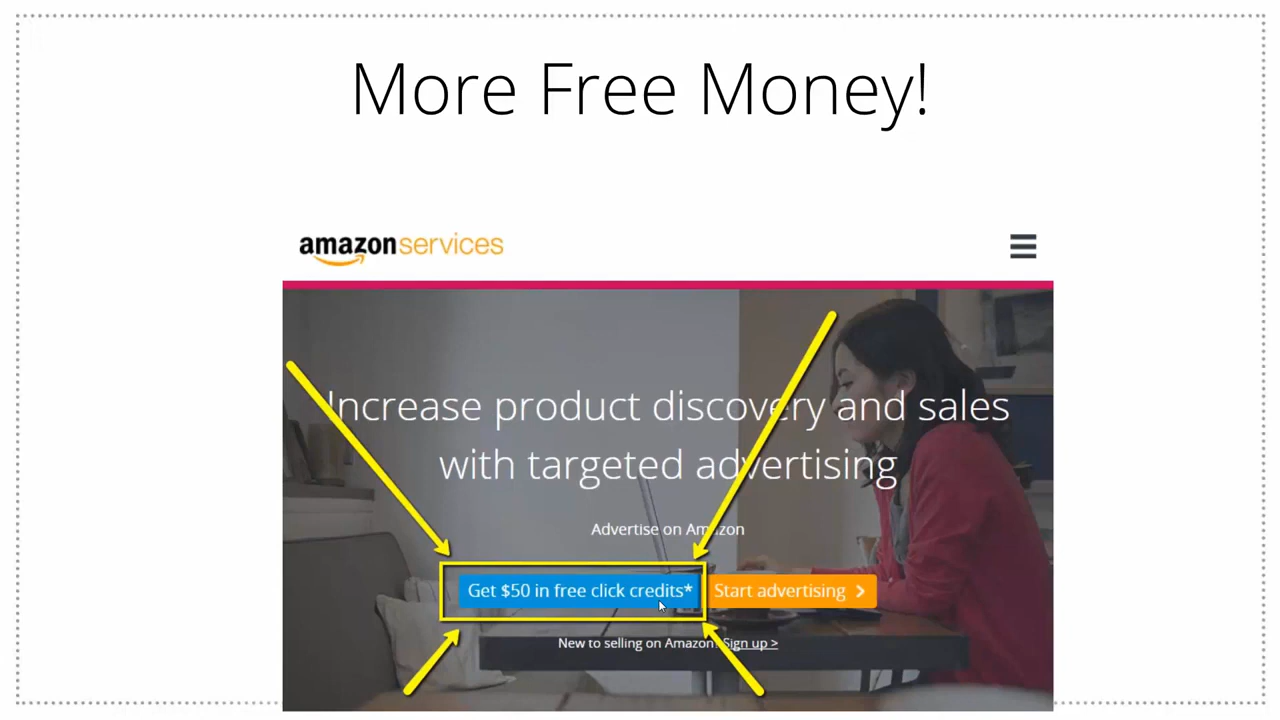 More Free Money!
amazonservices
Increase product discovery and sales
with targeted advertising
Advertise on Amazon
Get $50 in free click credits*
Start advertising
New to selling on Amazon? Sign up >